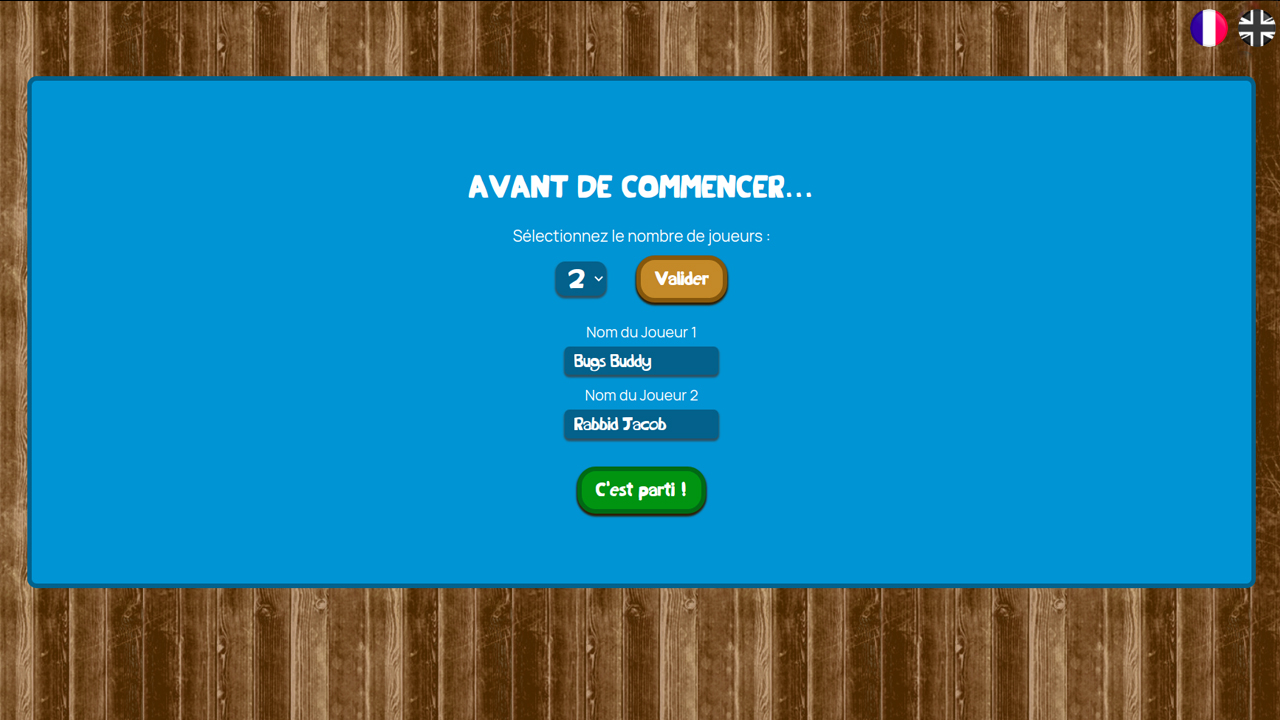 AVANT DE COMMENCER...
Sélectionnez le nombre de joueurs :
2 Valider
Nom du Joueur 1
Bugs Buddy
Nom du Joueur 2
Rabbid Jacob
C'est parti !